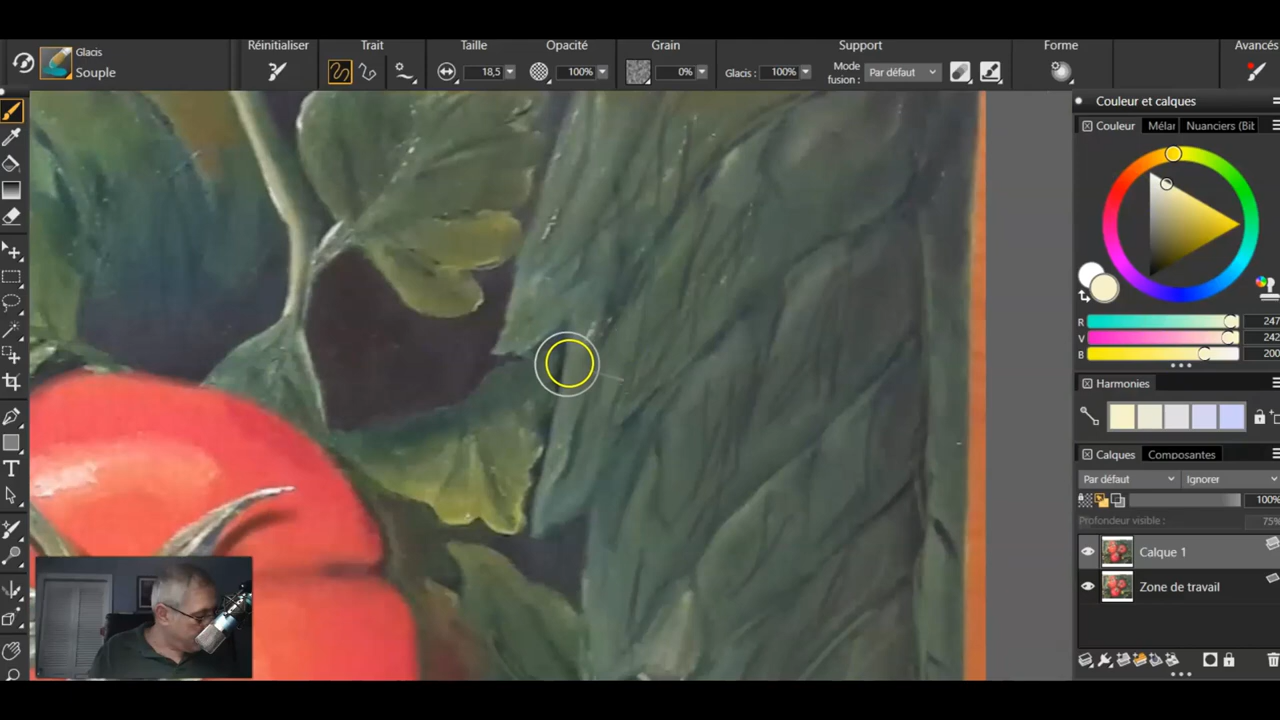 Glacis
Souple
Réinitialiser
Trait
Taille
Opacité
Grain
Support
Forme
Avancés
18,5
100%
0%
Glacis : 100%
Mode fusion :
Par défaut
Couleur et calques
Couleur
Mélar
Nuanciers (Bib
R 247
V 242
B 200
Harmonies
Calques
Composantes
Par défaut
Ignorer
100%
Profondeur visible :
75%
Calque 1
Zone de travail